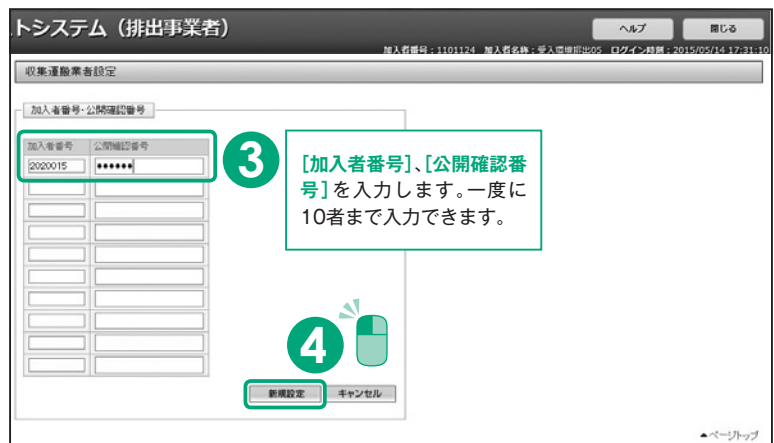 トシステム（排出事業者）
ヘルプ
閉じる
加入者番号：1101124 加入者名称：受入環境排出05 ログイン時刻：2015/05/14 17:31:10
収集運搬業者設定
加入者番号・公開確認番号
加入者番号 公開確認番号
2020015 ••••••
3
[加入者番号]、[公開確認番
号]を入力します。一度に
10者まで入力できます。
4
新規設定 キャンセル
▲ページトップ